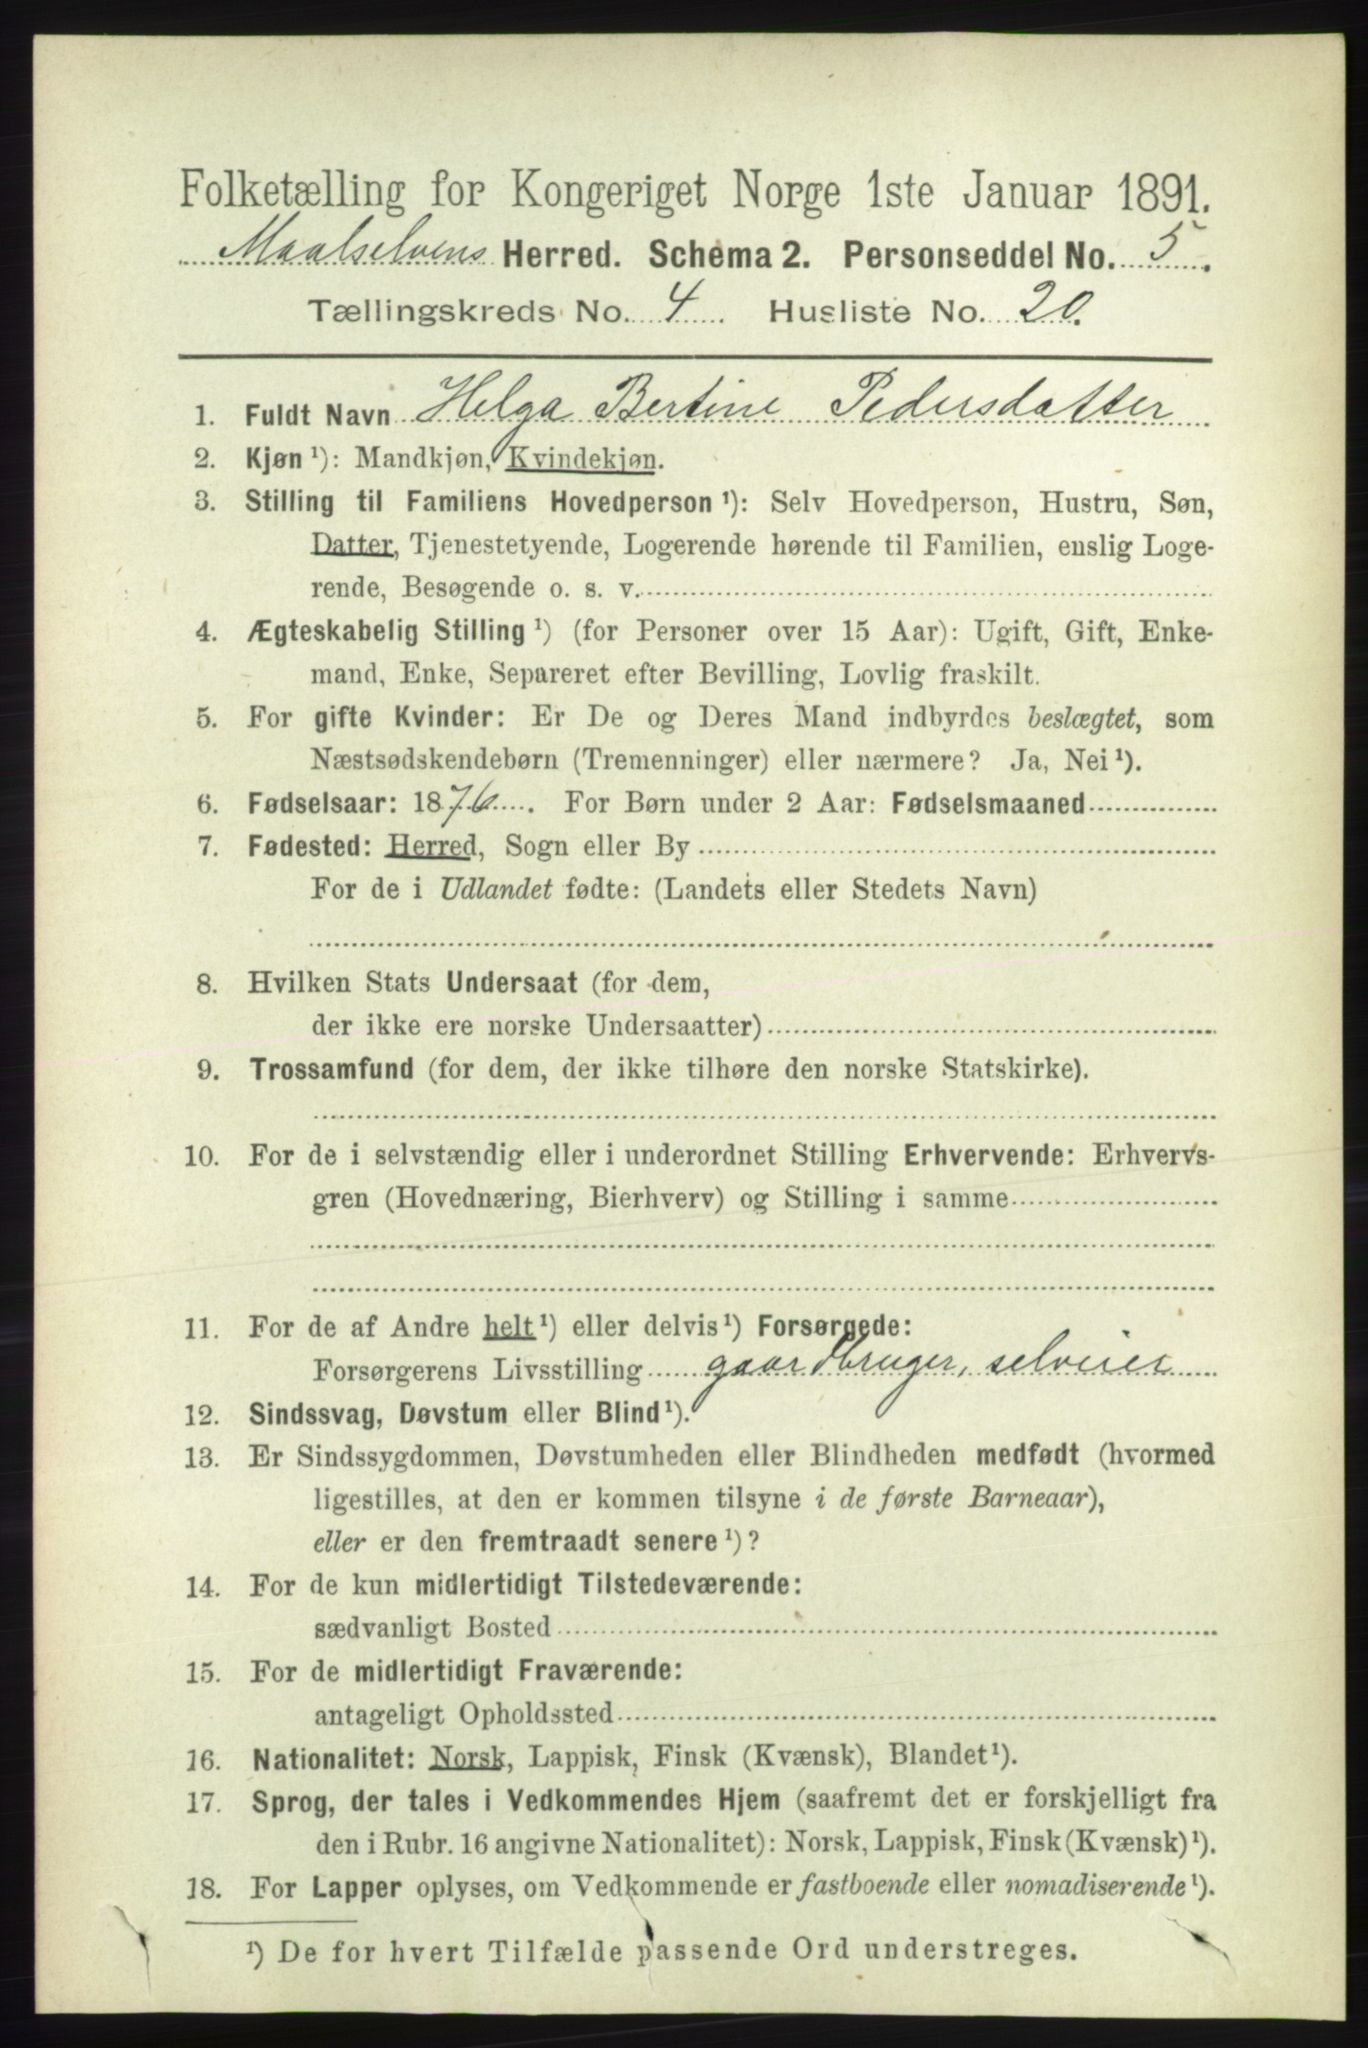 Folketælling for Kongeriget Norge 1ste Januar 1891.
Maalselvens Herred. Schema 2. Personseddel No. 5.
Tællingskreds No. 4. Husliste No. 20.
1. Fuldt Navn Helga Bertine Pedersdatter
2. Kjøn ¹): Mandkjøn, Kvindekjøn.
3. Stilling til Familiens Hovedperson ¹): Selv Hovedperson, Hustru, Søn,
Datter, Tjenestetyende, Logerende hørende til Familien, enslig Loge-
rende, Besøgende o. s. v.
4. Ægteskabelig Stilling ¹) (for Personer over 15 Aar): Ugift, Gift, Enke-
mand, Enke, Separeret efter Bevilling, Lovlig fraskilt.
5. For gifte Kvinder: Er De og Deres Mand indbyrdes beslægtet, som
Næstsødskendebørn (Tremenninger) eller nærmere? Ja, Nei ¹).
6. Fødselsaar: 1876. For Børn under 2 Aar: Fødselsmaaned
7. Fødested: Herred, Sogn eller By
For de i Udlandet fødte: (Landets eller Stedets Navn)
8. Hvilken Stats Undersaat (for dem,
der ikke ere norske Undersaatter)
9. Trossamfund (for dem, der ikke tilhøre den norske Statskirke).
10. For de i selvstændig eller i underordnet Stilling Erhvervende: Erhvervs-
gren (Hovednæring, Bierhverv) og Stilling i samme
11. For de af Andre helt ¹) eller delvis ¹) Forsørgede:
Forsørgerens Livsstilling gaardbruger, selveier
12. Sindssvag, Døvstum eller Blind ¹).
13. Er Sindssygdommen, Døvstumheden eller Blindheden medfødt (hvormed
ligestilles, at den er kommen tilsyne i de første Barneaar),
eller er den fremtraadt senere ¹)?
14. For de kun midlertidigt Tilstedeværende:
sædvanligt Bosted
15. For de midlertidigt Fraværende:
antageligt Opholdssted
16. Nationalitet: Norsk, Lappisk, Finsk (Kvænsk), Blandet ¹).
17. Sprog, der tales i Vedkommendes Hjem (saafremt det er forskjelligt fra
den i Rubr. 16 angivne Nationalitet): Norsk, Lappisk, Finsk (Kvænsk) ¹).
18. For Lapper oplyses, om Vedkommende er fastboende eller nomadiserende ¹).
¹) De for hvert Tilfælde passende Ord understreges.